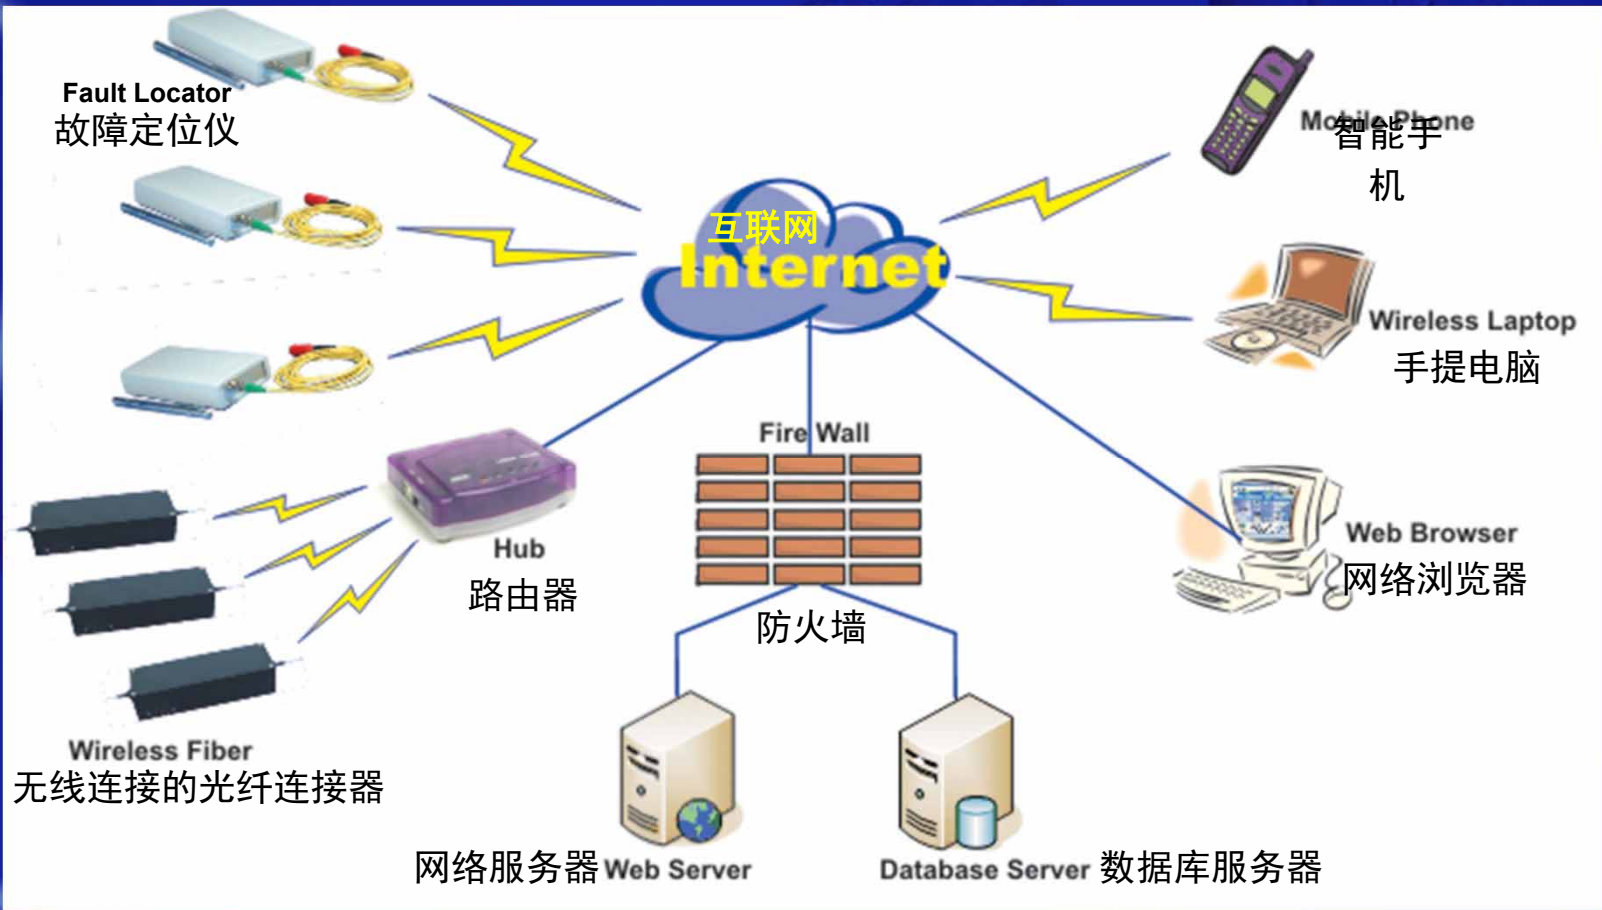 Fault Locator
故障定位仪
Mobile Phone
智能手
机
互联网
Internet
Wireless Laptop
手提电脑
Fire Wall
Hub
路由器
防火墙
Web Browser
网络浏览器
Wireless Fiber
无线连接的光纤连接器
网络服务器 Web Server
Database Server 数据库服务器